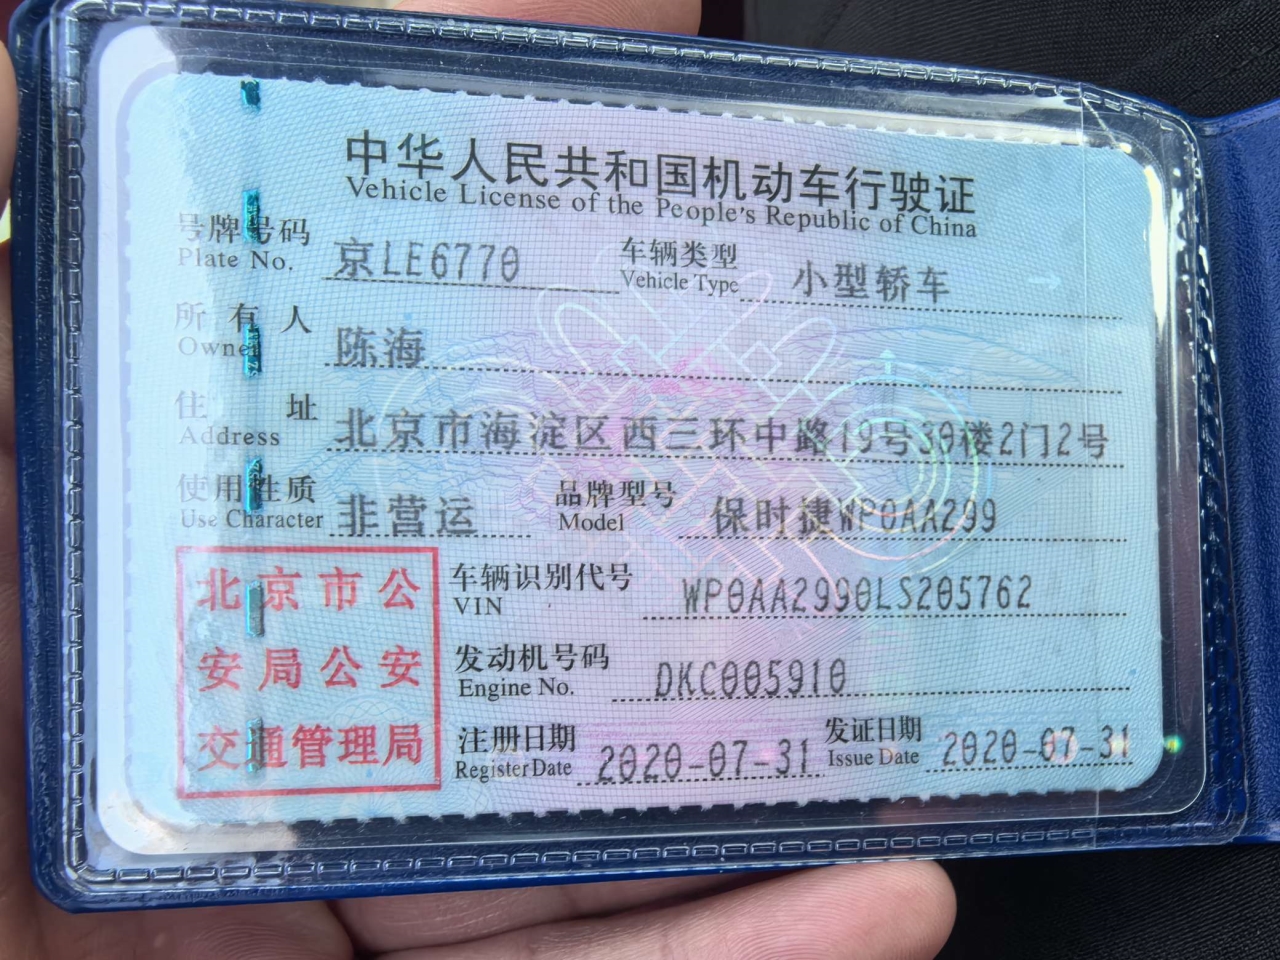 中华人民共和国机动车行驶证
Vehicle License of the People's Republic of China
号牌号码 京LE6770 车辆类型 小型轿车
Plate No. Vehicle Type
所有人 陈海
Owner
住址 北京市海淀区西三环中路19号30楼2门2号
Address
使用性质 非营运 品牌型号 保时捷WP0AA299
Use Character Model
北京市公
安局公安
交通管理局
车辆识别代号 WP0AA2990LS205762
VIN
发动机号码 DKC005910
Engine No.
注册日期 2020-07-31 发证日期 2020-07-31
Register Date Issue Date